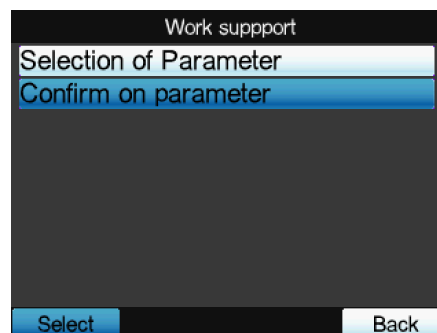 Work suppport
Selection of Parameter
Confirm on parameter
Select
Back